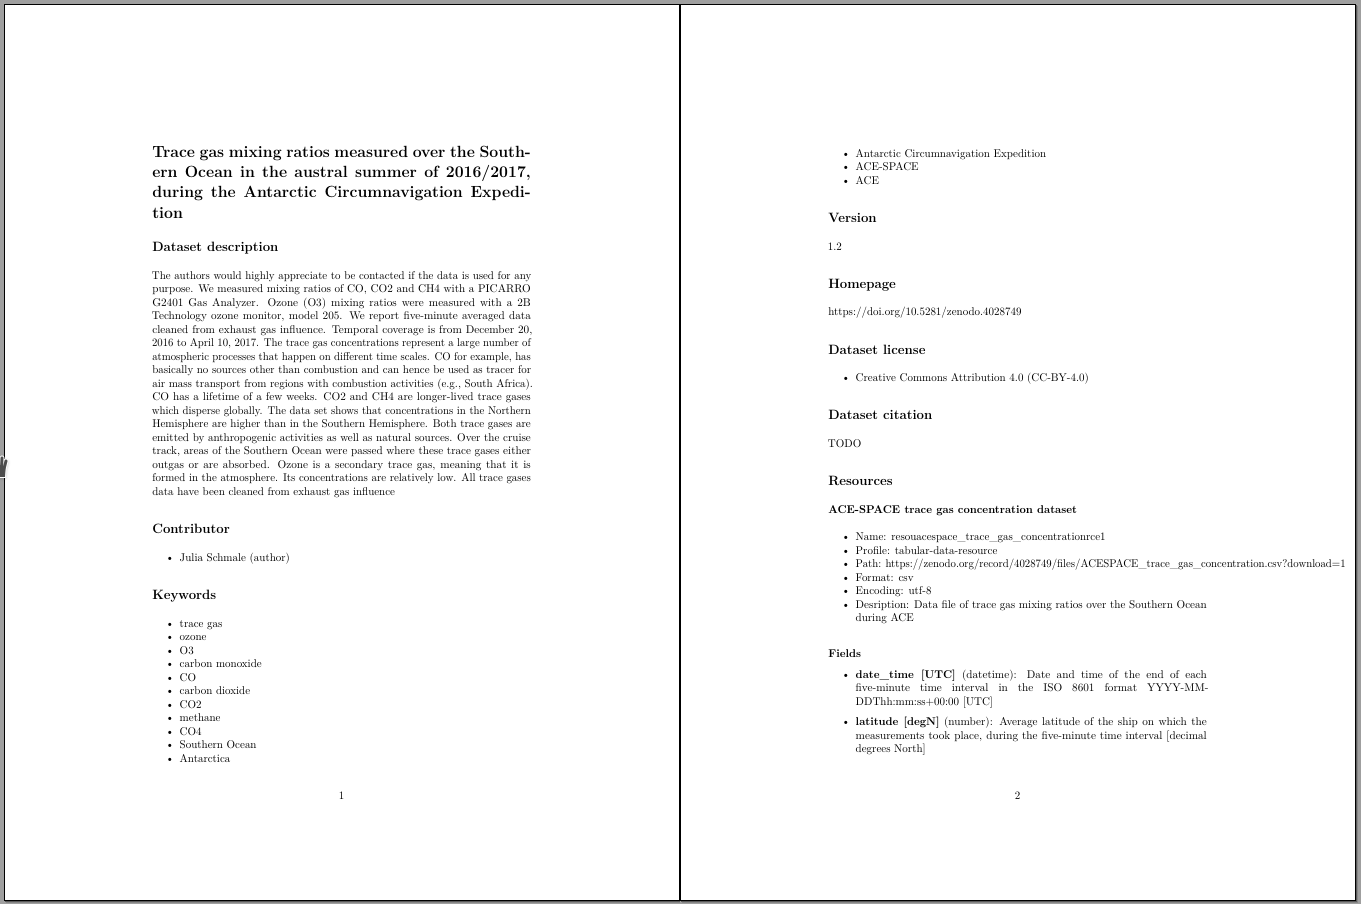 Trace gas mixing ratios measured over the South-
ern Ocean in the austral summer of 2016/2017,
during the Antarctic Circumnavigation Expedi-
tion
Dataset description
The authors would highly appreciate to be contacted if the data is used for any
purpose. We measured mixing ratios of CO, CO2 and CH4 with a PICARRO
G2401 Gas Analyzer. Ozone (O3) mixing ratios were measured with a 2B
Technology ozone monitor, model 205. We report five-minute averaged data
cleaned from exhaust gas influence. Temporal coverage is from December 20,
2016 to April 10, 2017. The trace gas concentrations represent a large number of
atmospheric processes that happen on different time scales. CO for example, has
basically no sources other than combustion and can hence be used as tracer for
air mass transport from regions with combustion activities (e.g., South Africa).
CO has a lifetime of a few weeks. CO2 and CH4 are longer-lived trace gases
which disperse globally. The data set shows that concentrations in the Northern
Hemisphere are higher than in the Southern Hemisphere. Both trace gases are
emitted by anthropogenic activities as well as natural sources. Over the cruise
track, areas of the Southern Ocean were passed where these trace gases either
outgas or are absorbed. Ozone is a secondary trace gas, meaning that it is
formed in the atmosphere. Its concentrations are relatively low. All trace gases
data have been cleaned from exhaust gas influence
Contributor
• Julia Schmale (author)
Keywords
• trace gas
• ozone
• O3
• carbon monoxide
• CO
• carbon dioxide
• CO2
• methane
• CO4
• Southern Ocean
• Antarctica
1
• Antarctic Circumnavigation Expedition
• ACE-SPACE
• ACE
Version
1.2
Homepage
https://doi.org/10.5281/zenodo.4028749
Dataset license
• Creative Commons Attribution 4.0 (CC-BY-4.0)
Dataset citation
TODO
Resources
ACE-SPACE trace gas concentration dataset
• Name: resouacespace_trace_gas_concentrationrce1
• Profile: tabular-data-resource
• Path: https://zenodo.org/record/4028749/files/ACESPACE_trace_gas_concentration.csv?download=1
• Format: csv
• Encoding: utf-8
• Desription: Data file of trace gas mixing ratios over the Southern Ocean
during ACE
Fields
• date_time [UTC] (datetime): Date and time of the end of each
five-minute time interval in the ISO 8601 format YYYY-MM-
DDThh:mm:ss+00:00 [UTC]
• latitude [degN] (number): Average latitude of the ship on which the
measurements took place, during the five-minute time interval [decimal
degrees North]
2